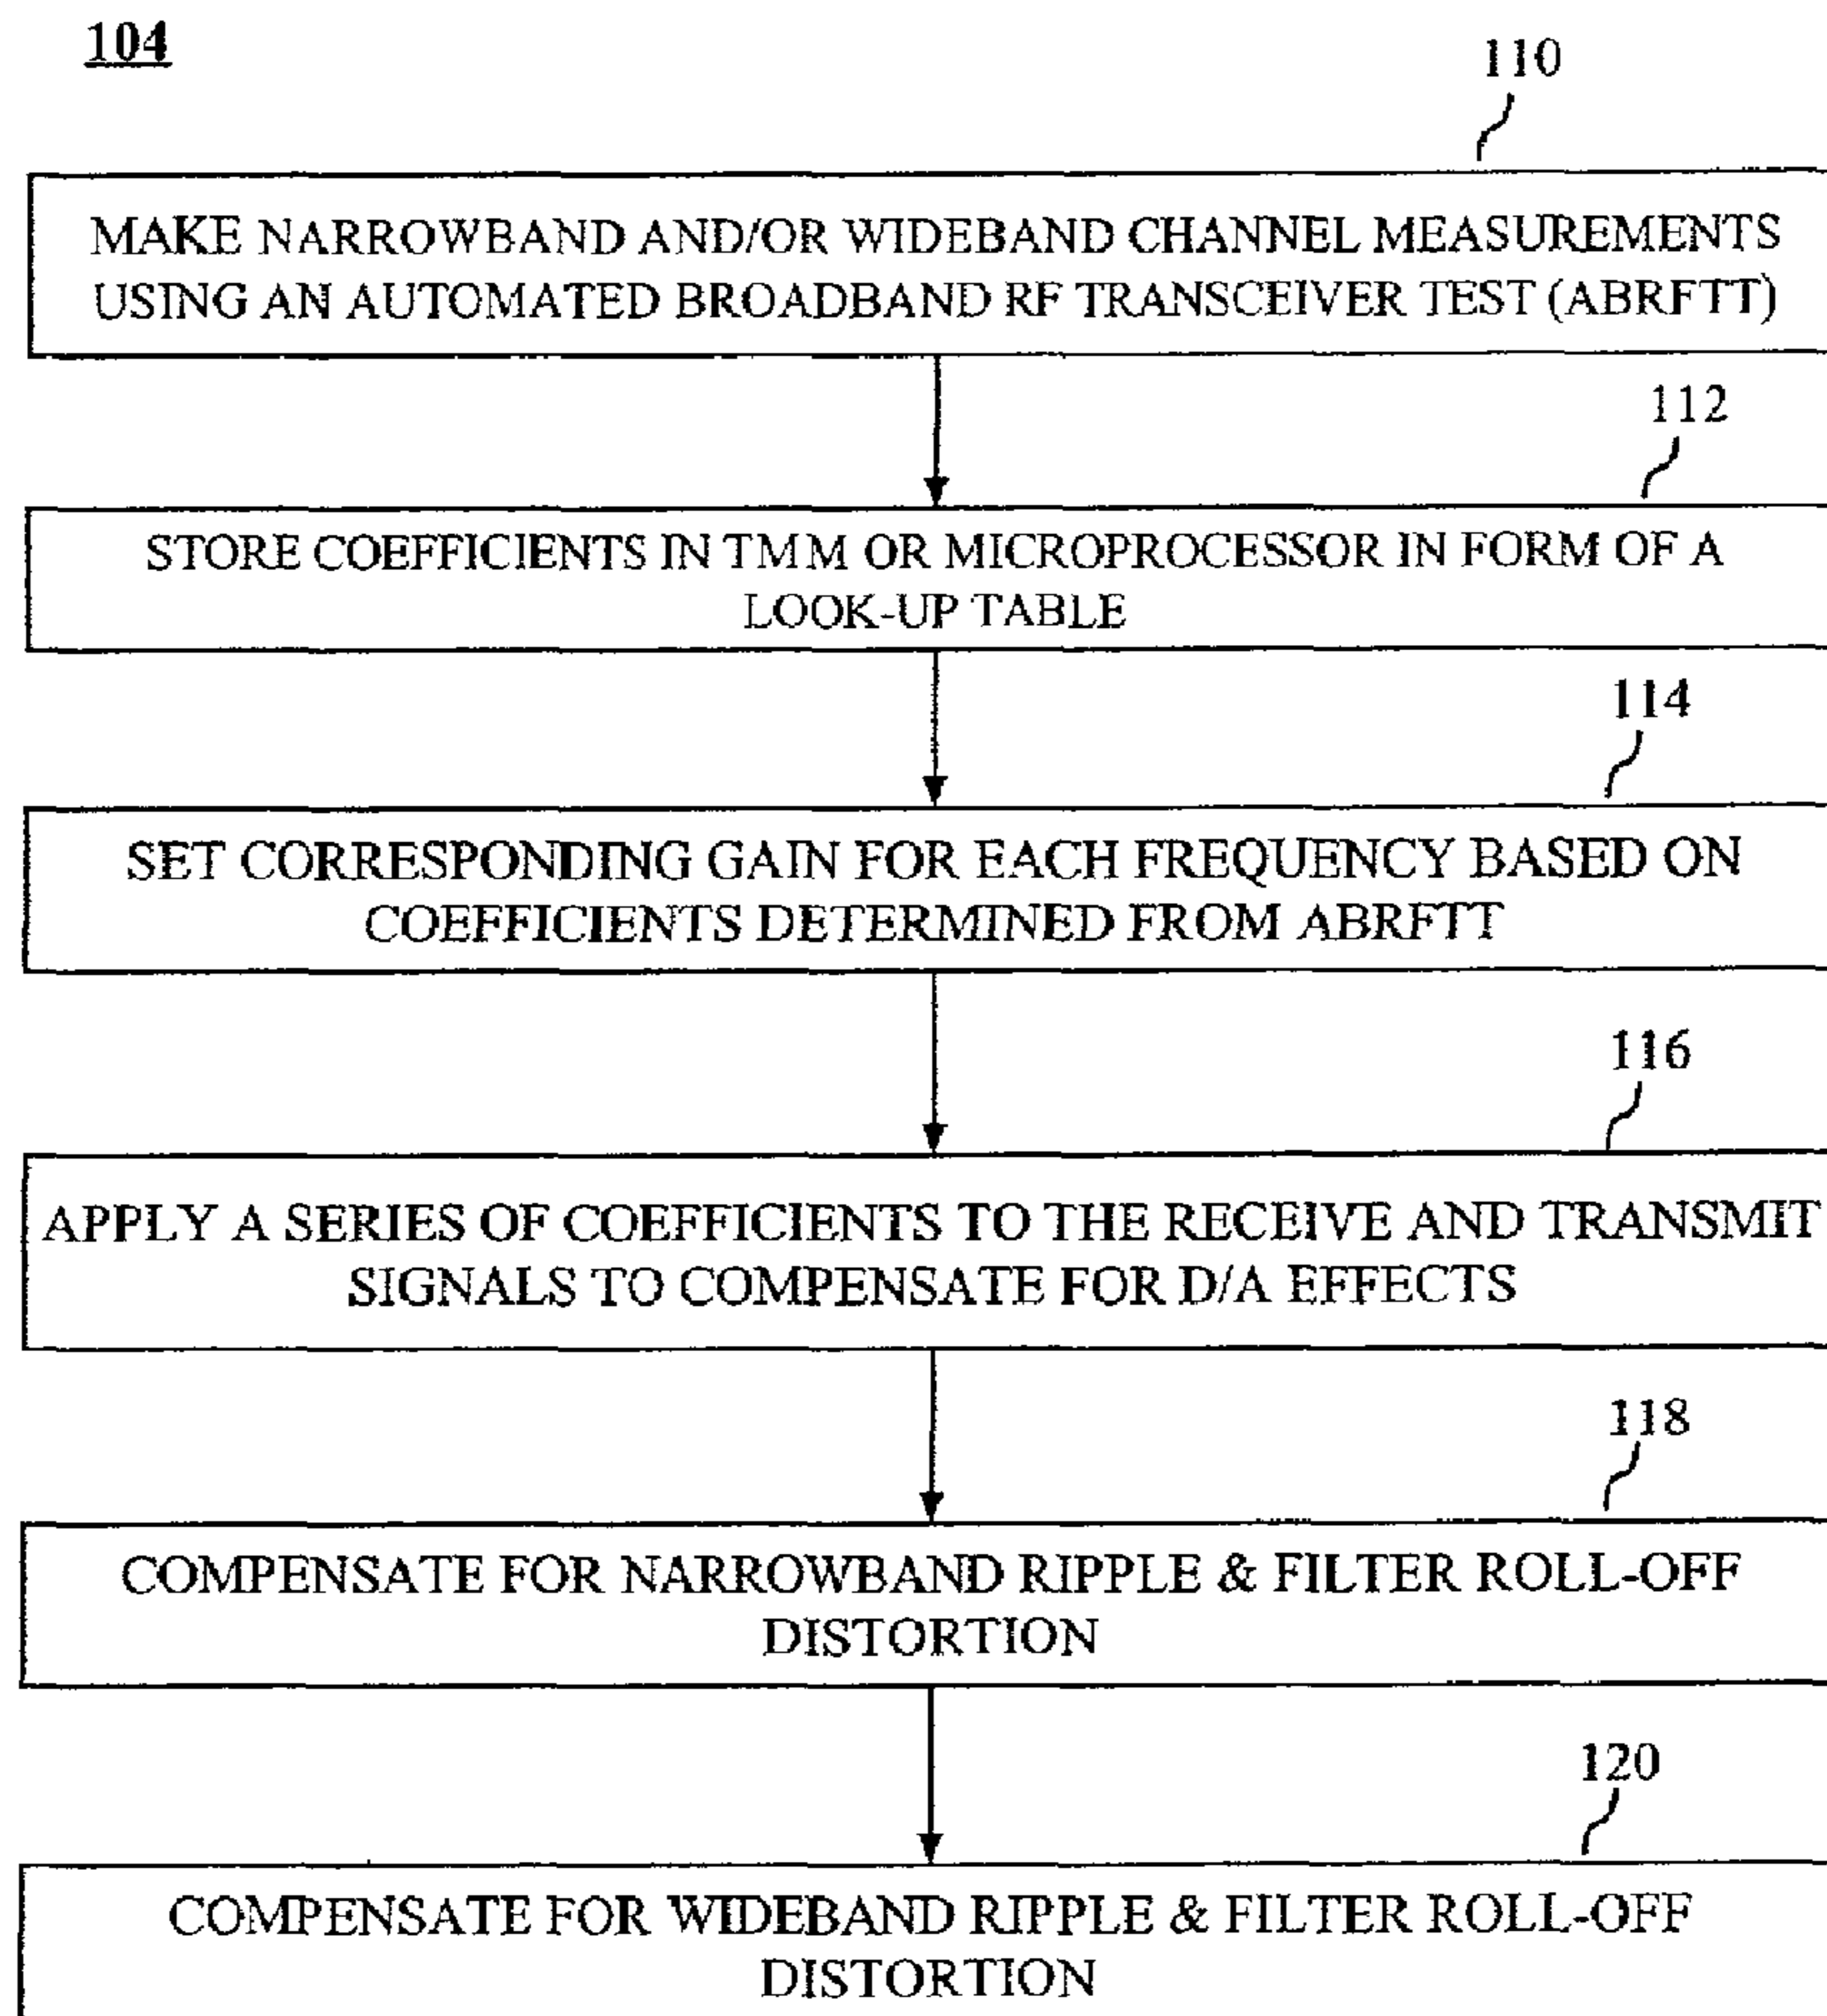 104
110
MAKE NARROWBAND AND/OR WIDEBAND CHANNEL MEASUREMENTS
USING AN AUTOMATED BROADBAND RF TRANSCEIVER TEST (ABRFTT)
112
STORE COEFFICIENTS IN TMM OR MICROPROCESSOR IN FORM OF A
LOOK-UP TABLE
114
SET CORRESPONDING GAIN FOR EACH FREQUENCY BASED ON
COEFFICIENTS DETERMINED FROM ABRFTT
116
APPLY A SERIES OF COEFFICIENTS TO THE RECEIVE AND TRANSMIT
SIGNALS TO COMPENSATE FOR D/A EFFECTS
118
COMPENSATE FOR NARROWBAND RIPPLE & FILTER ROLL-OFF
DISTORTION
120
COMPENSATE FOR WIDEBAND RIPPLE & FILTER ROLL-OFF
DISTORTION